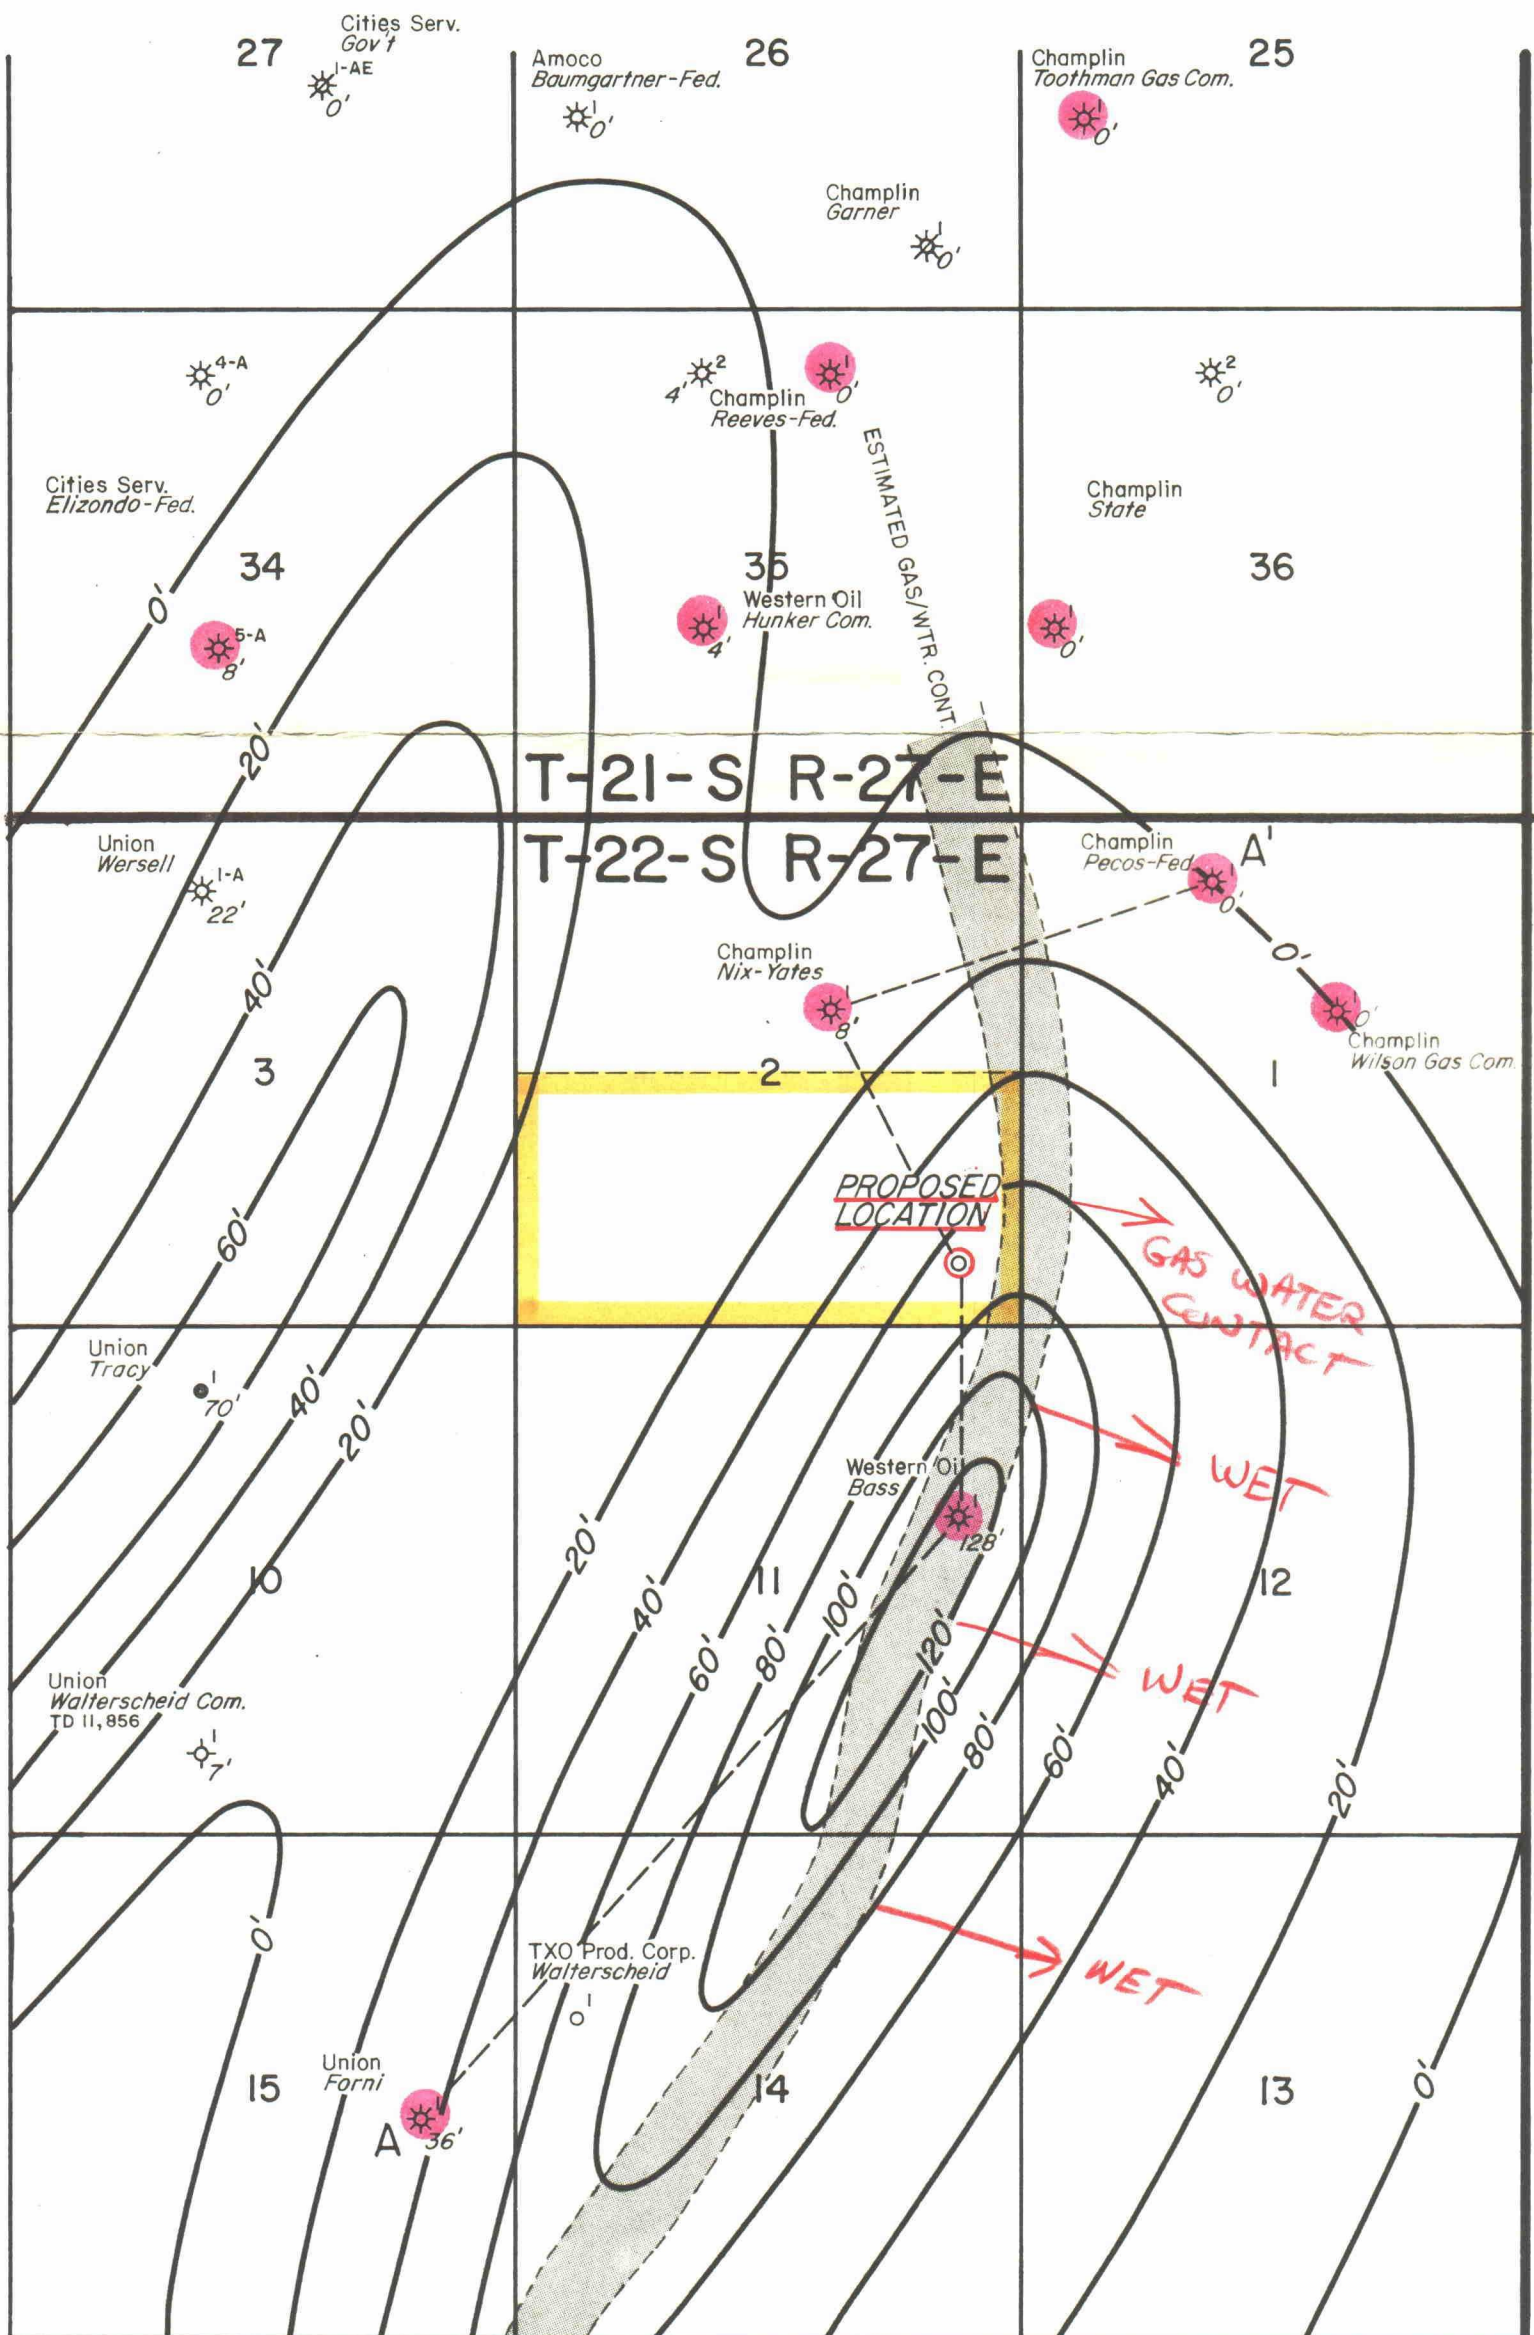 27
Cities Serv.
Gov't
1-AE
0'
Amoco
Baumgartner-Fed.
1
0'
26
Champlin
Toothman Gas Com.
1
0'
25
Champlin
Garner
1
0'
4-A
0'
2
4'
1
0'
Champlin
Reeves-Fed.
2
0'
Cities Serv.
Elizondo-Fed.
ESTIMATED GAS/WTR. CONT.
Champlin
State
34
35
36
0'
5-A
8'
Western Oil
Hunker Com.
1
4'
1
0'
20'
T-21-S R-27-E
T-22-S R-27-E
Union
Wersell
1-A
22'
Champlin
Pecos-Fed.
A'
1
0'
0'
40'
Champlin
Nix-Yates
1
8'
1
0'
Champlin
Wilson Gas Com.
3
2
1
60'
PROPOSED
LOCATION
GAS WATER
CONTACT
Union
Tracy
1
70'
40'
20'
Western Oil
Bass
1
128'
WET
20'
10
11
12
40'
60'
80'
100'
120'
100'
80'
60'
40'
20'
WET
Union
Walterscheid Com.
TD 11,856
1
7'
0'
TXO Prod. Corp.
Walterscheid
1
WET
Union
Forni
15
14
13
0'
A
1
36'